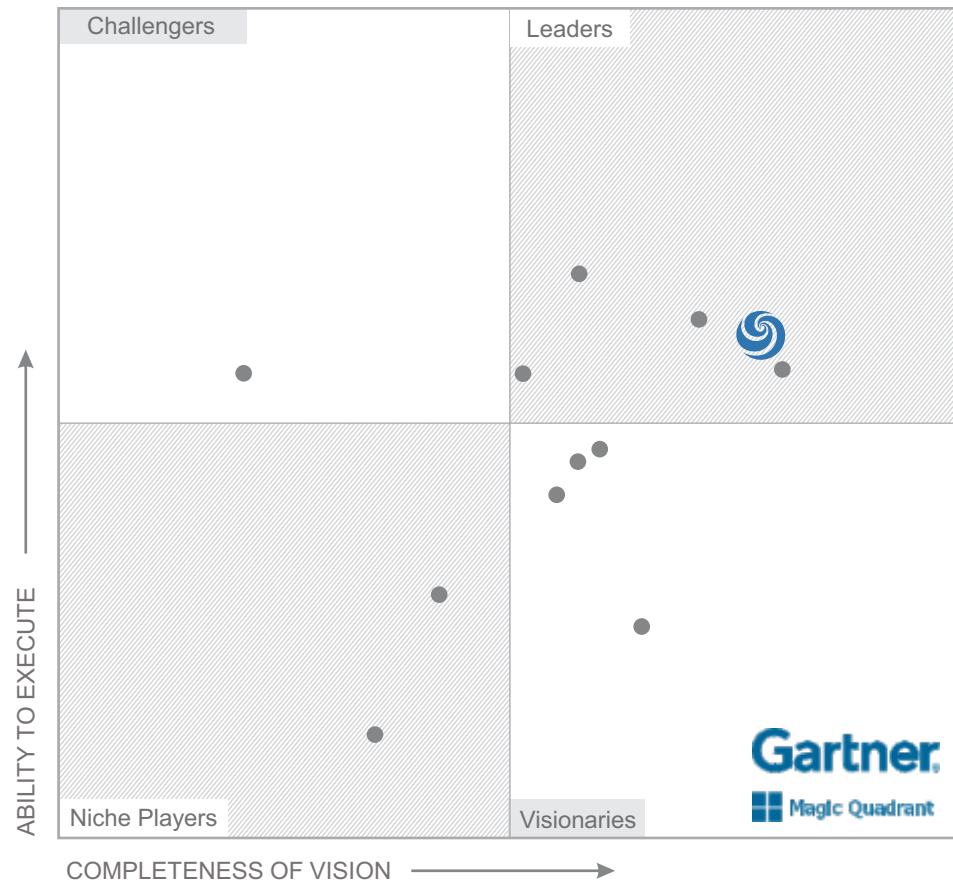 Challengers
Leaders
ABILITY TO EXECUTE
Gartner®
Magic Quadrant
Niche Players
Visionaries
COMPLETENESS OF VISION